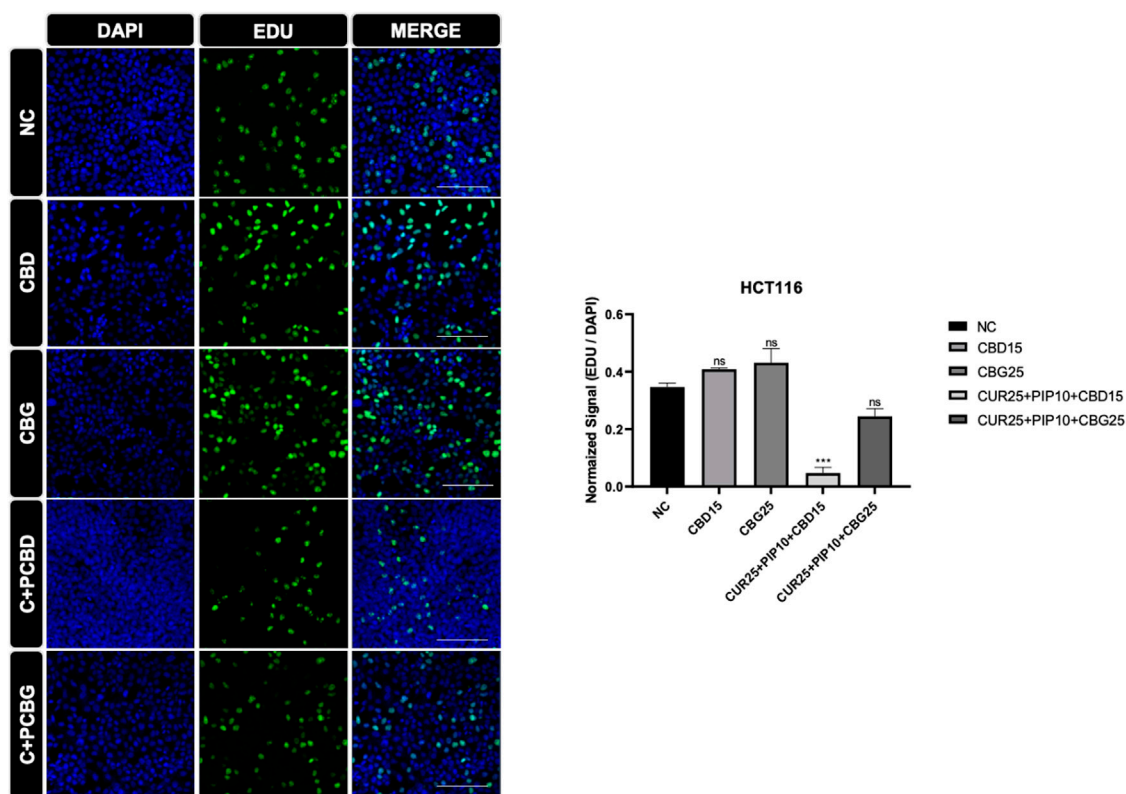 DAPI EDU MERGE
NC
CBD
CBG
C+PCBD
C+PCBG
HCT116
Normaized Signal (EDU / DAPI)
0.6
0.4
0.2
0.0
ns
ns
***
ns
NC
CBD15
CBG25
CUR25+PIP10+CBD15
CUR25+PIP10+CBG25
NC
CBD15
CBG25
CUR25+PIP10+CBD15
CUR25+PIP10+CBG25